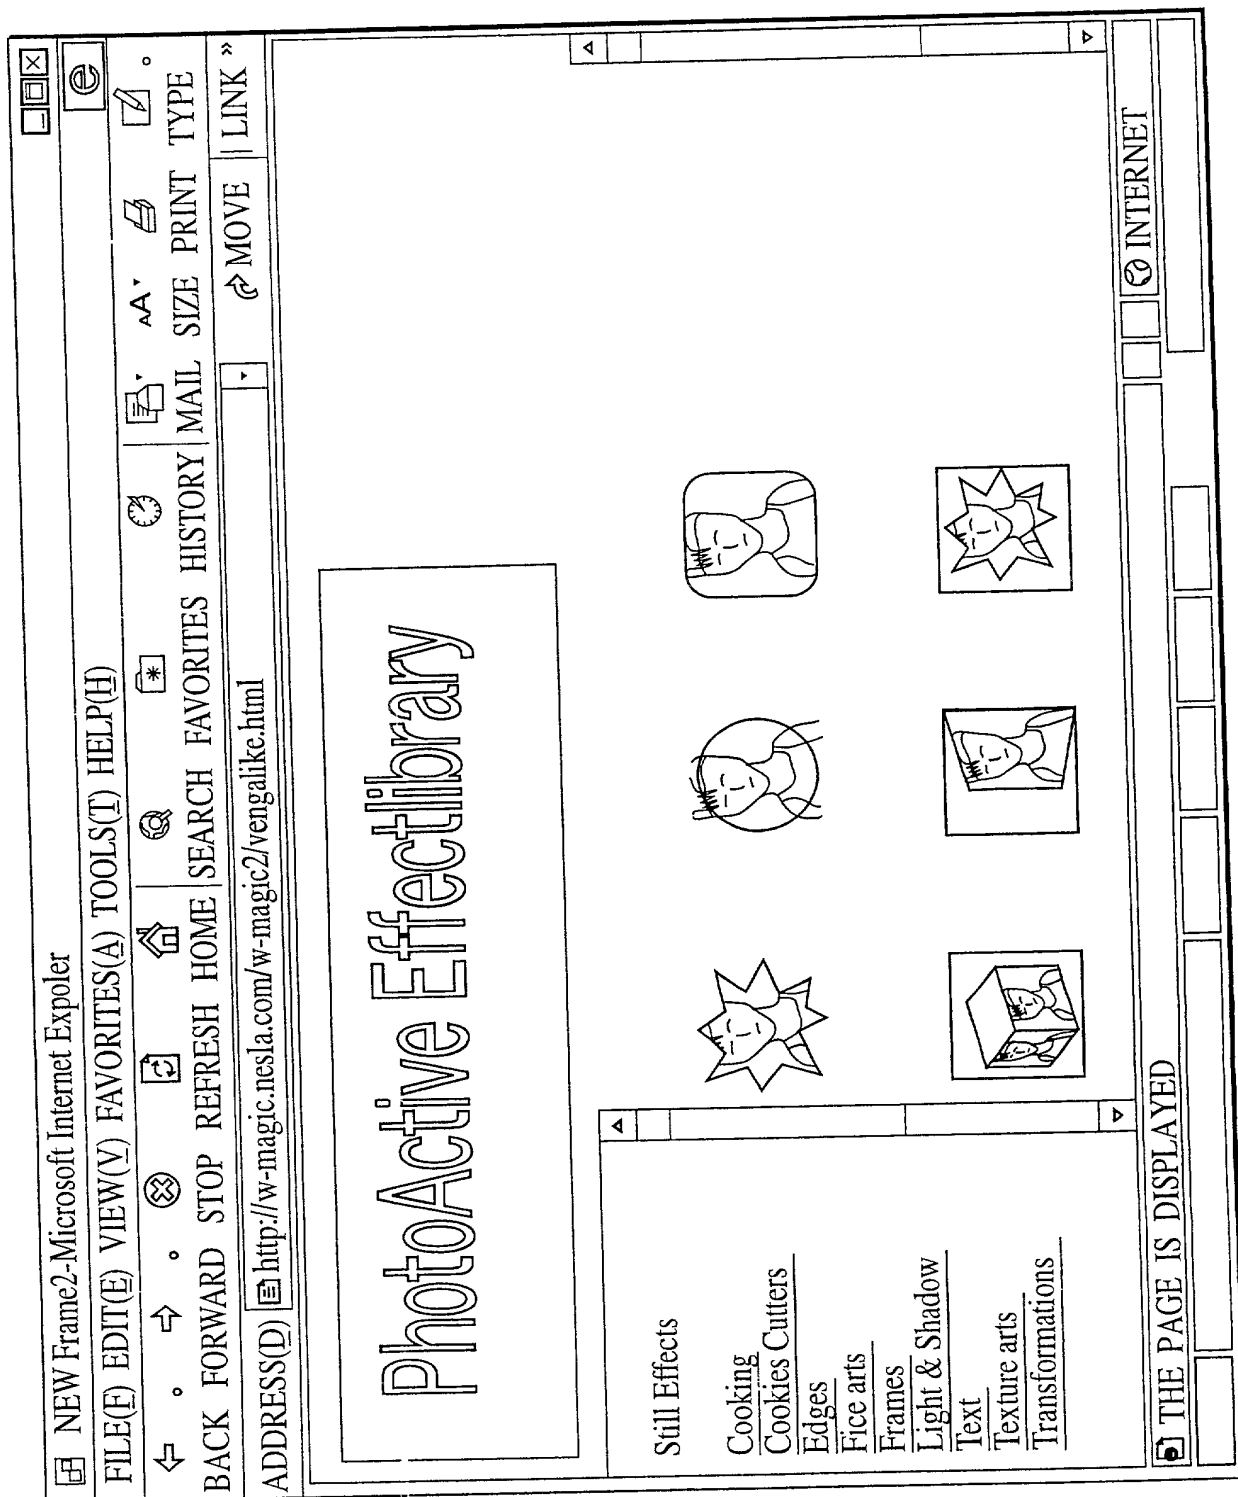 NEW Frame2-Microsoft Internet Expoler
FILE(F) EDIT(E) VIEW(V) FAVORITES(A) TOOLS(T) HELP(H)
e
AA
BACK FORWARD STOP REFRESH HOME SEARCH FAVORITES HISTORY MAIL SIZE PRINT TYPE
ADDRESS(D) http://w-magic.nesla.com/w-magic2/vengalike.html MOVE LINK »
PhotoActive Effectlibrary
Still Effects
Cooking
Cookies Cutters
Edges
Fice arts
Frames
Light & Shadow
Text
Texture arts
Transformations
THE PAGE IS DISPLAYED INTERNET